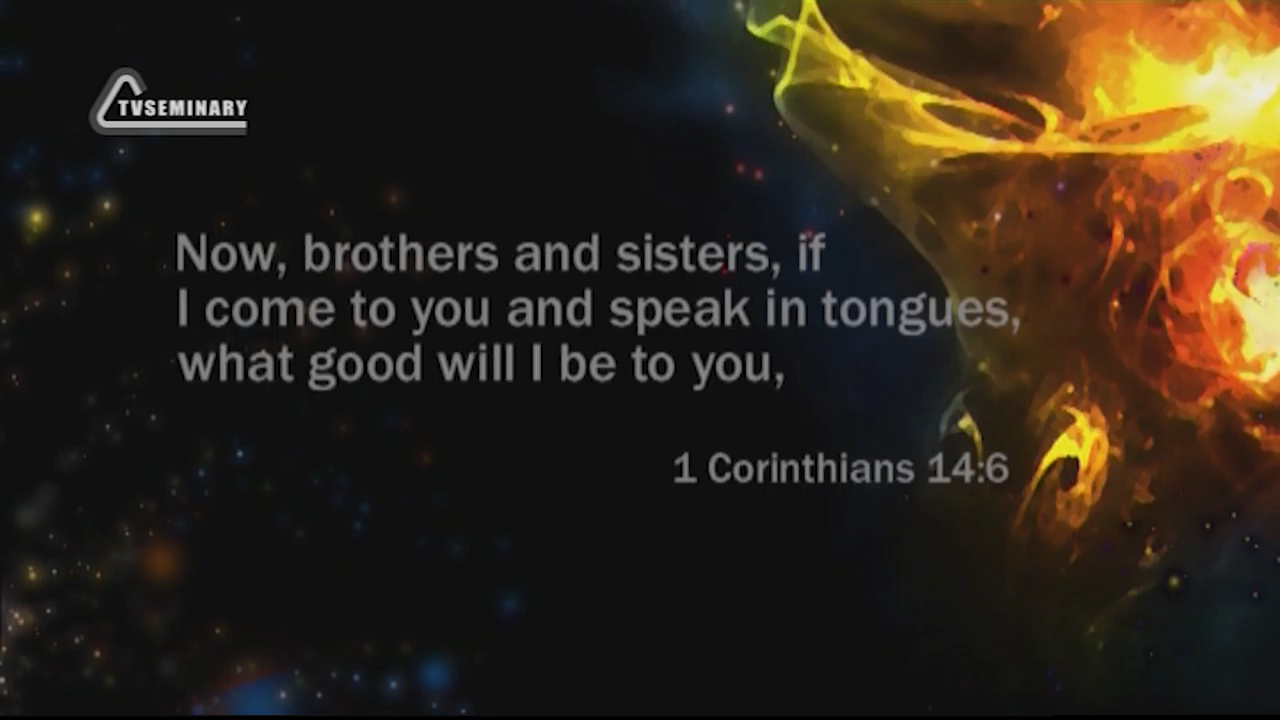 TVSEMINARY
Now, brothers and sisters, if
I come to you and speak in tongues,
what good will I be to you,
1 Corinthians 14:6